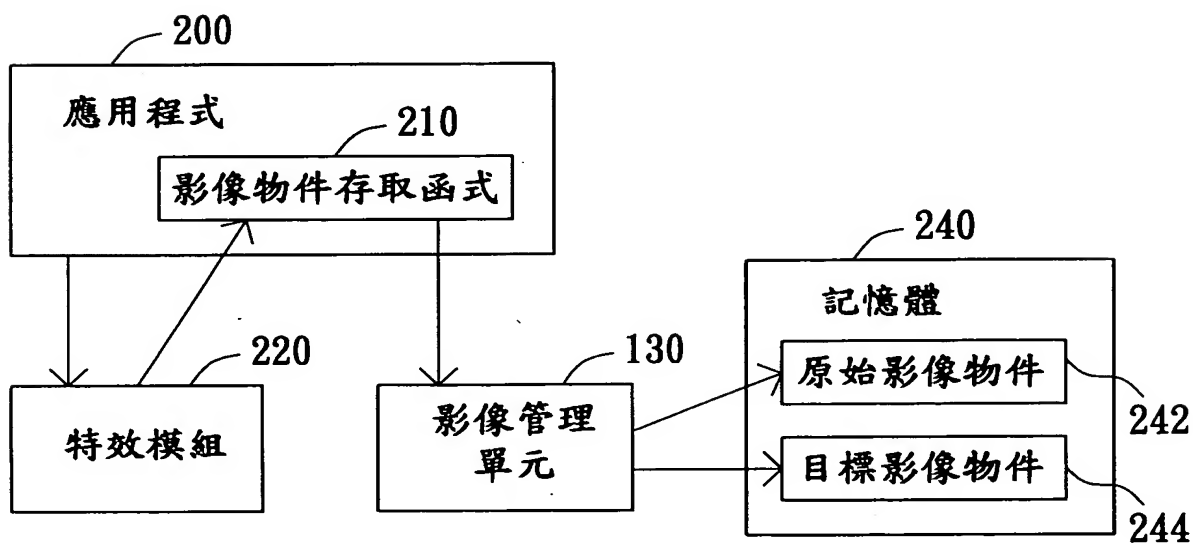 200
應用程式
210
影像物件存取函式
240
記憶體
220
130
原始影像物件
特效模組
影像管理
單元
242
目標影像物件
244